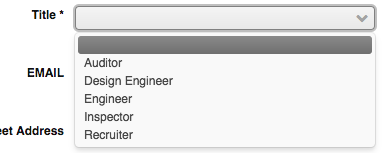 Title *
Auditor
Design Engineer
EMAIL
Engineer
Inspector
eet Address
Recruiter